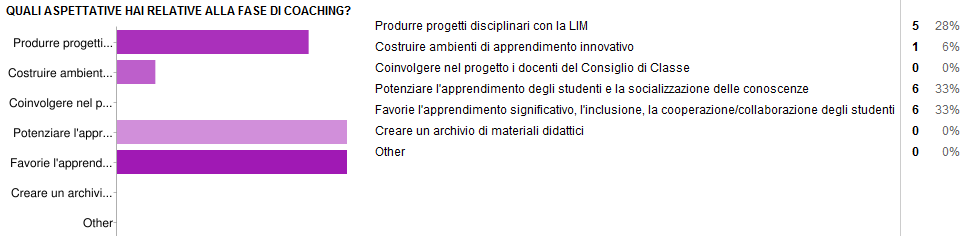 QUALI ASPETTATIVE HAI RELATIVE ALLA FASE DI COACHING?
Produrre progetti...
Costruire ambient...
Coinvolgere nel p...
Potenziare l'appr...
Favorie l'apprend...
Creare un archivi...
Other
Produrre progetti disciplinari con la LIM 5 28%
Costruire ambienti di apprendimento innovativo 1 6%
Coinvolgere nel progetto i docenti del Consiglio di Classe 0 0%
Potenziare l'apprendimento degli studenti e la socializzazione delle conoscenze 6 33%
Favorie l'apprendimento significativo, l'inclusione, la cooperazione/collaborazione degli studenti 6 33%
Creare un archivio di materiali didattici 0 0%
Other 0 0%